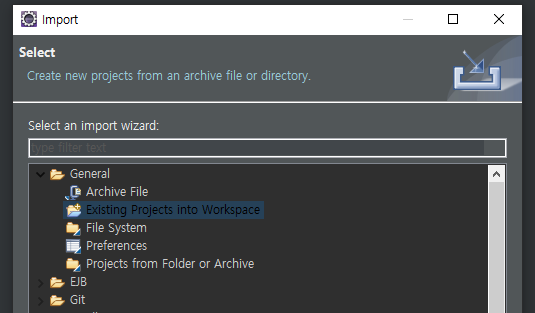 Import
Select
Create new projects from an archive file or directory.
Select an import wizard:
type filter text
General
Archive File
Existing Projects into Workspace
File System
Preferences
Projects from Folder or Archive
EJB
Git